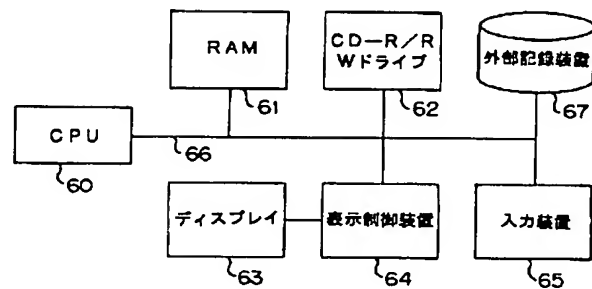 RAM
61
CD-R/R
Wドライブ
62
外部記録装置
67
CPU
60
66
ディスプレイ
63
表示制御装置
64
入力装置
65